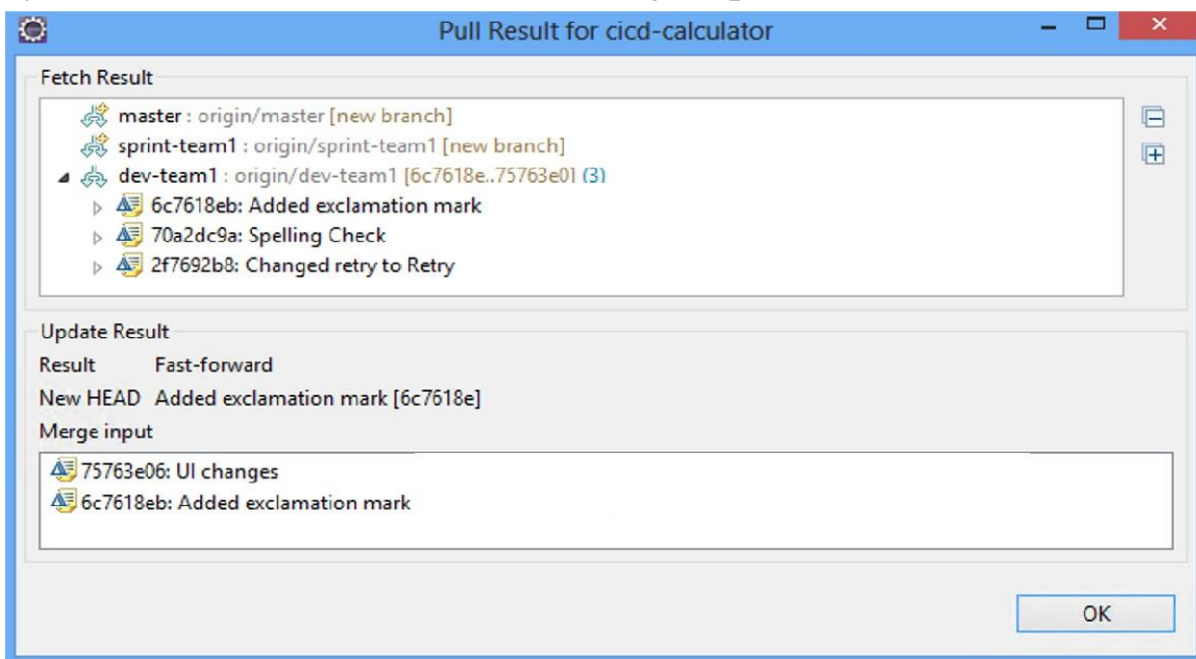 Pull Result for cicd-calculator
Fetch Result
master : origin/master [new branch]
sprint-team1 : origin/sprint-team1 [new branch]
dev-team1 : origin/dev-team1 [6c7618e..75763e0] (3)
6c7618eb: Added exclamation mark
70a2dc9a: Spelling Check
2f7692b8: Changed retry to Retry
Update Result
Result Fast-forward
New HEAD Added exclamation mark [6c7618e]
Merge input
75763e06: UI changes
6c7618eb: Added exclamation mark
OK